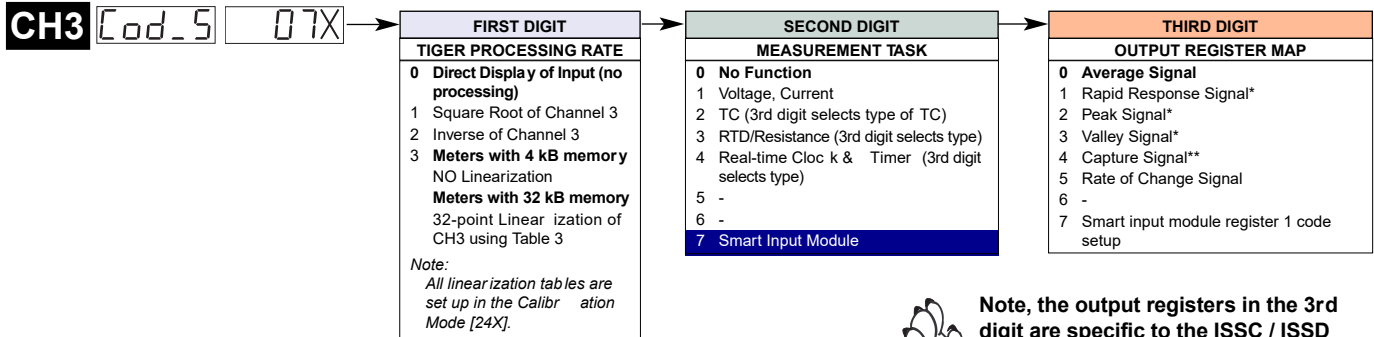 CH3 Cod_S 07X
FIRST DIGIT
TIGER PROCESSING RATE
0 Direct Display of Input (no
processing)
1 Square Root of Channel 3
2 Inverse of Channel 3
3 Meters with 4 kB memory
NO Linearization
Meters with 32 kB memory
32-point Linear ization of
CH3 using Table 3
Note:
All linearization tab les are
set up in the Calibr ation
Mode [24X].
SECOND DIGIT
MEASUREMENT TASK
0 No Function
1 Voltage, Current
2 TC (3rd digit selects type of TC)
3 RTD/Resistance (3rd digit selects type)
4 Real-time Cloc k & Timer (3rd digit
selects type)
5 -
6 -
7 Smart Input Module
THIRD DIGIT
OUTPUT REGISTER MAP
0 Average Signal
1 Rapid Response Signal*
2 Peak Signal*
3 Valley Signal*
4 Capture Signal**
5 Rate of Change Signal
6 -
7 Smart input module register 1 code
setup
Note, the output registers in the 3rd
digit are specific to the ISSC / ISSD